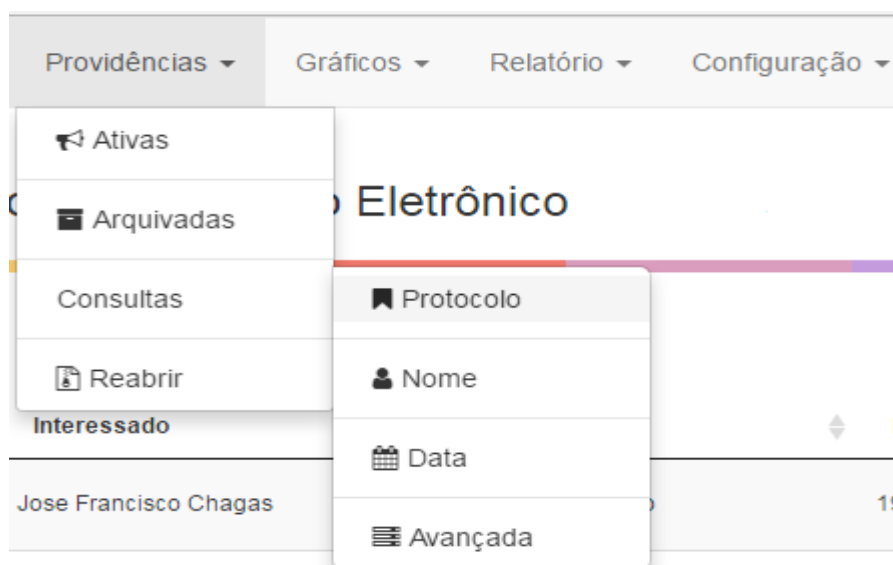 Providências Gráficos Relatório Configuração
Ativas
Eletrônico
Arquivadas
Consultas
Protocolo
Reabrir
Nome
Interessado
Data
Jose Francisco Chagas
Avançada